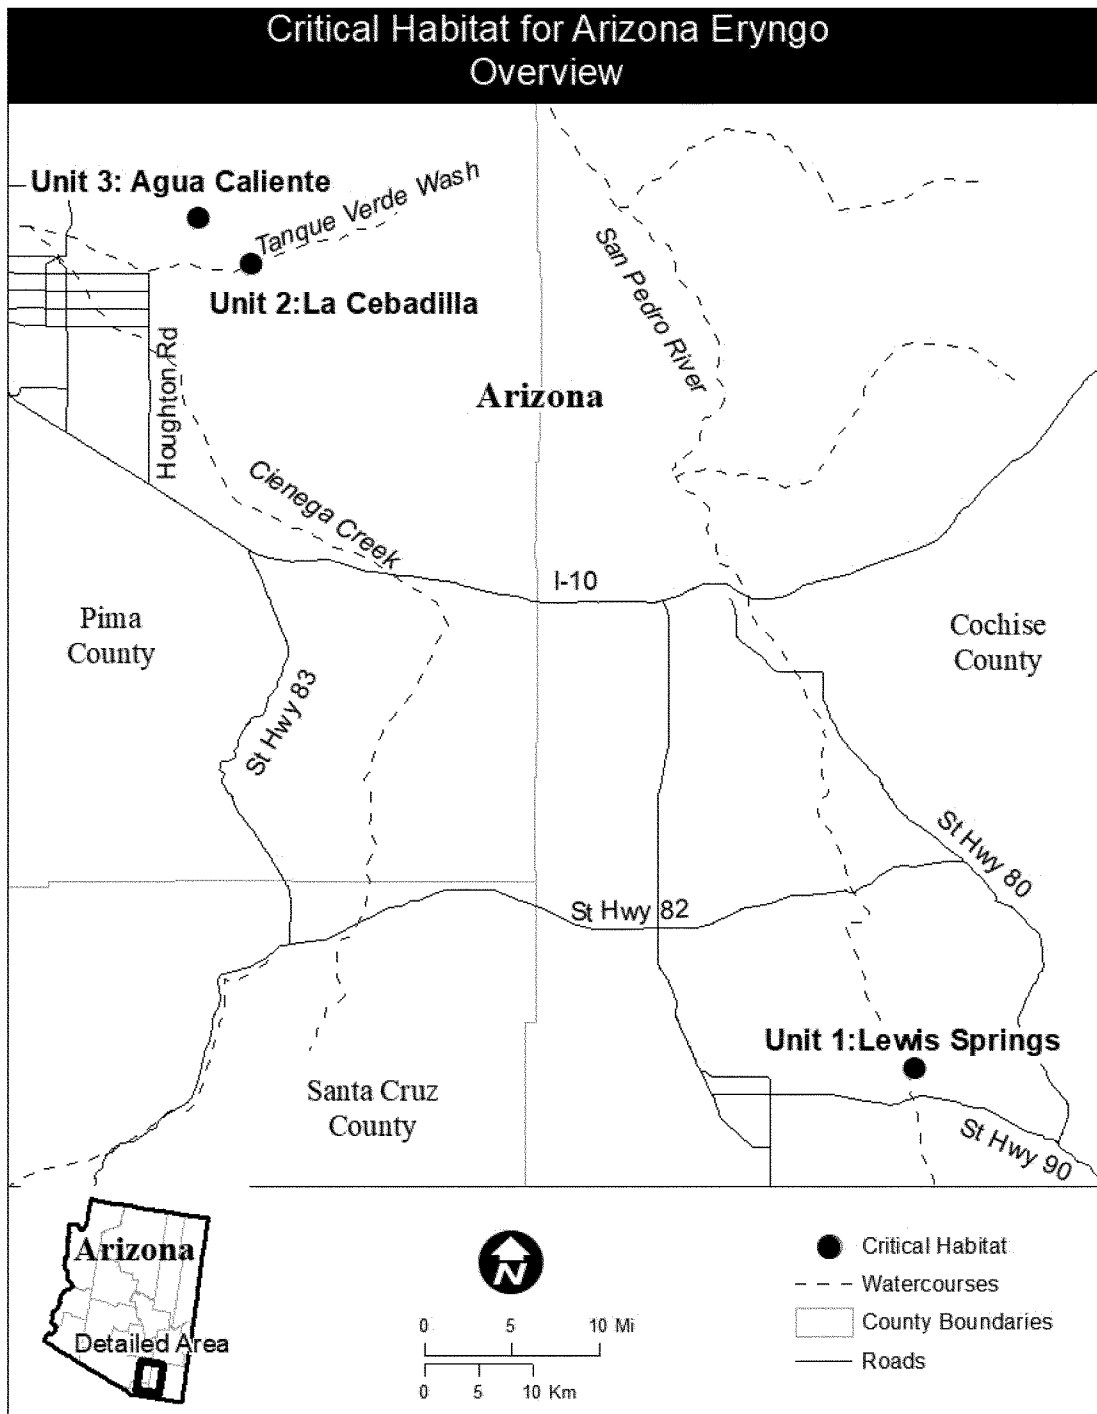 Critical Habitat for Arizona Eryngo
Overview
Unit 3: Agua Caliente
Tanque Verde Wash
Unit 2:La Cebadilla
San Pedro River
Houghton Rd
Arizona
Cienega Creek
I-10
Pima
County
Cochise
County
St Hwy 83
St Hwy 80
St Hwy 82
Unit 1:Lewis Springs
Santa Cruz
County
St Hwy 90
Arizona
Detailed Area
N
0 5 10 Mi
0 5 10 Km
Critical Habitat
Watercourses
County Boundaries
Roads